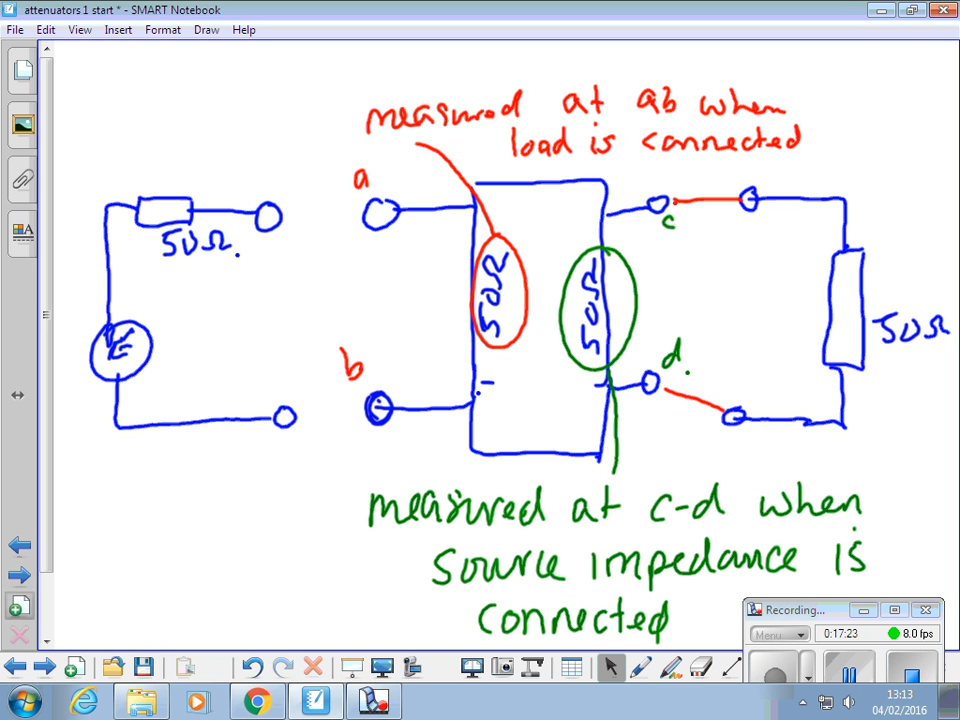 attenuators 1 start * - SMART Notebook
File Edit View Insert Format Draw Help
measured at ab when
load is connected
a
50Ω.
c
50Ω
50Ω
E
50Ω
b
d.
measured at c-d when
source impedance is
connected
Recording...
Menu
0:17:23
8.0 fps
13:13
04/02/2016